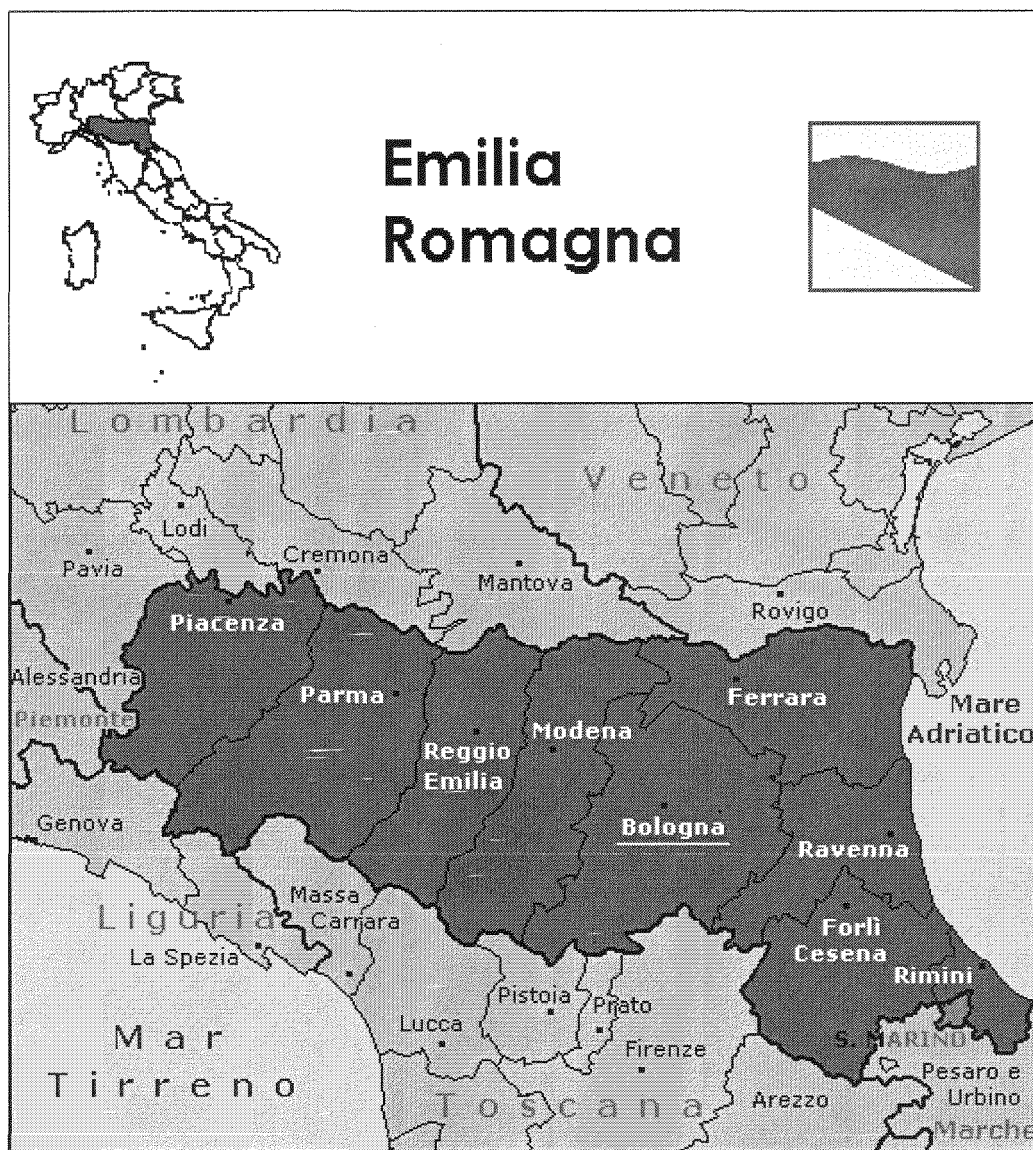 Emilia
Romagna
Lombardia
Veneto
Lodi
Pavia
Cremona
Mantova
Rovigo
Piacenza
Alessandria
Piemonte
Parma
Ferrara
Mare
Adriatico
Reggio
Emilia
Modena
Genova
Bologna
Ravenna
Massa
Carrara
Liguria
La Spezia
Forlì
Cesena
Rimini
Pistoia
Prato
Lucca
Firenze
Mar
Tirreno
S. MARINO
Pesaro e
Urbino
Toscana
Arezzo
Marche